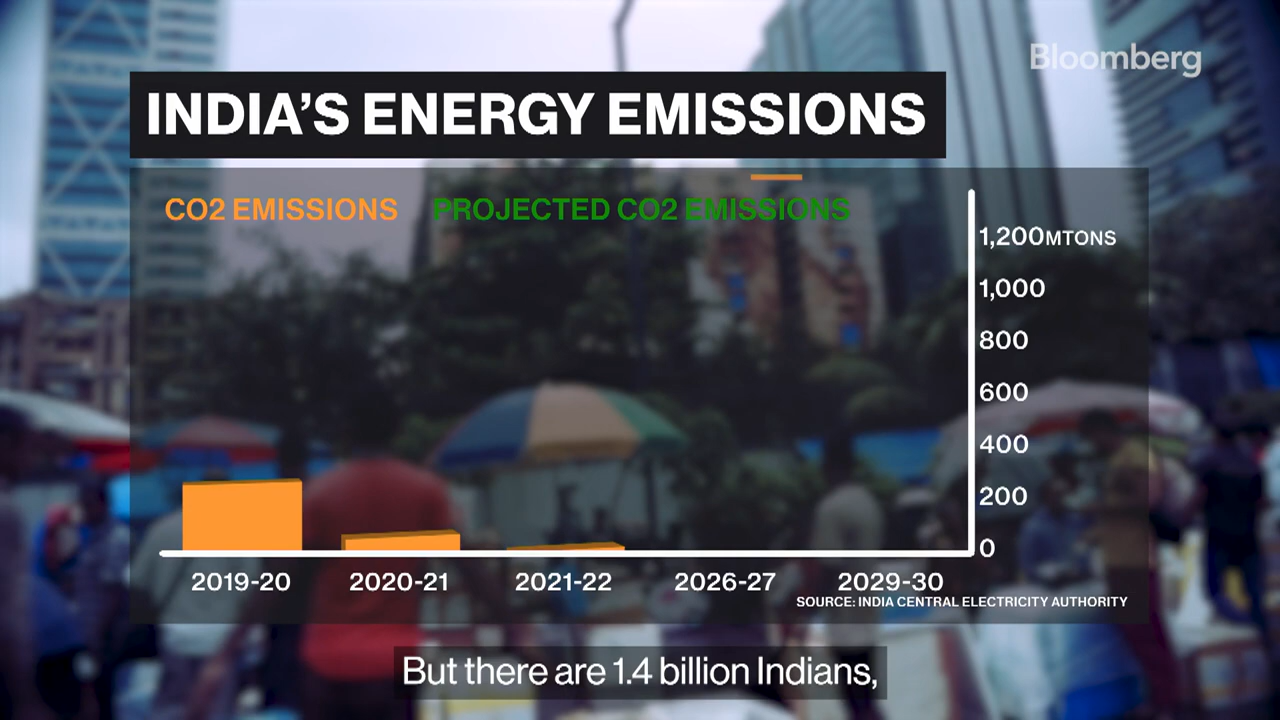 Bloomberg
INDIA'S ENERGY EMISSIONS
CO2 EMISSIONS PROJECTED CO2 EMISSIONS
1,200MTONS
1,000
800
600
400
200
0
2019-20 2020-21 2021-22 2026-27 2029-30
SOURCE: INDIA CENTRAL ELECTRICITY AUTHORITY
But there are 1.4 billion Indians,